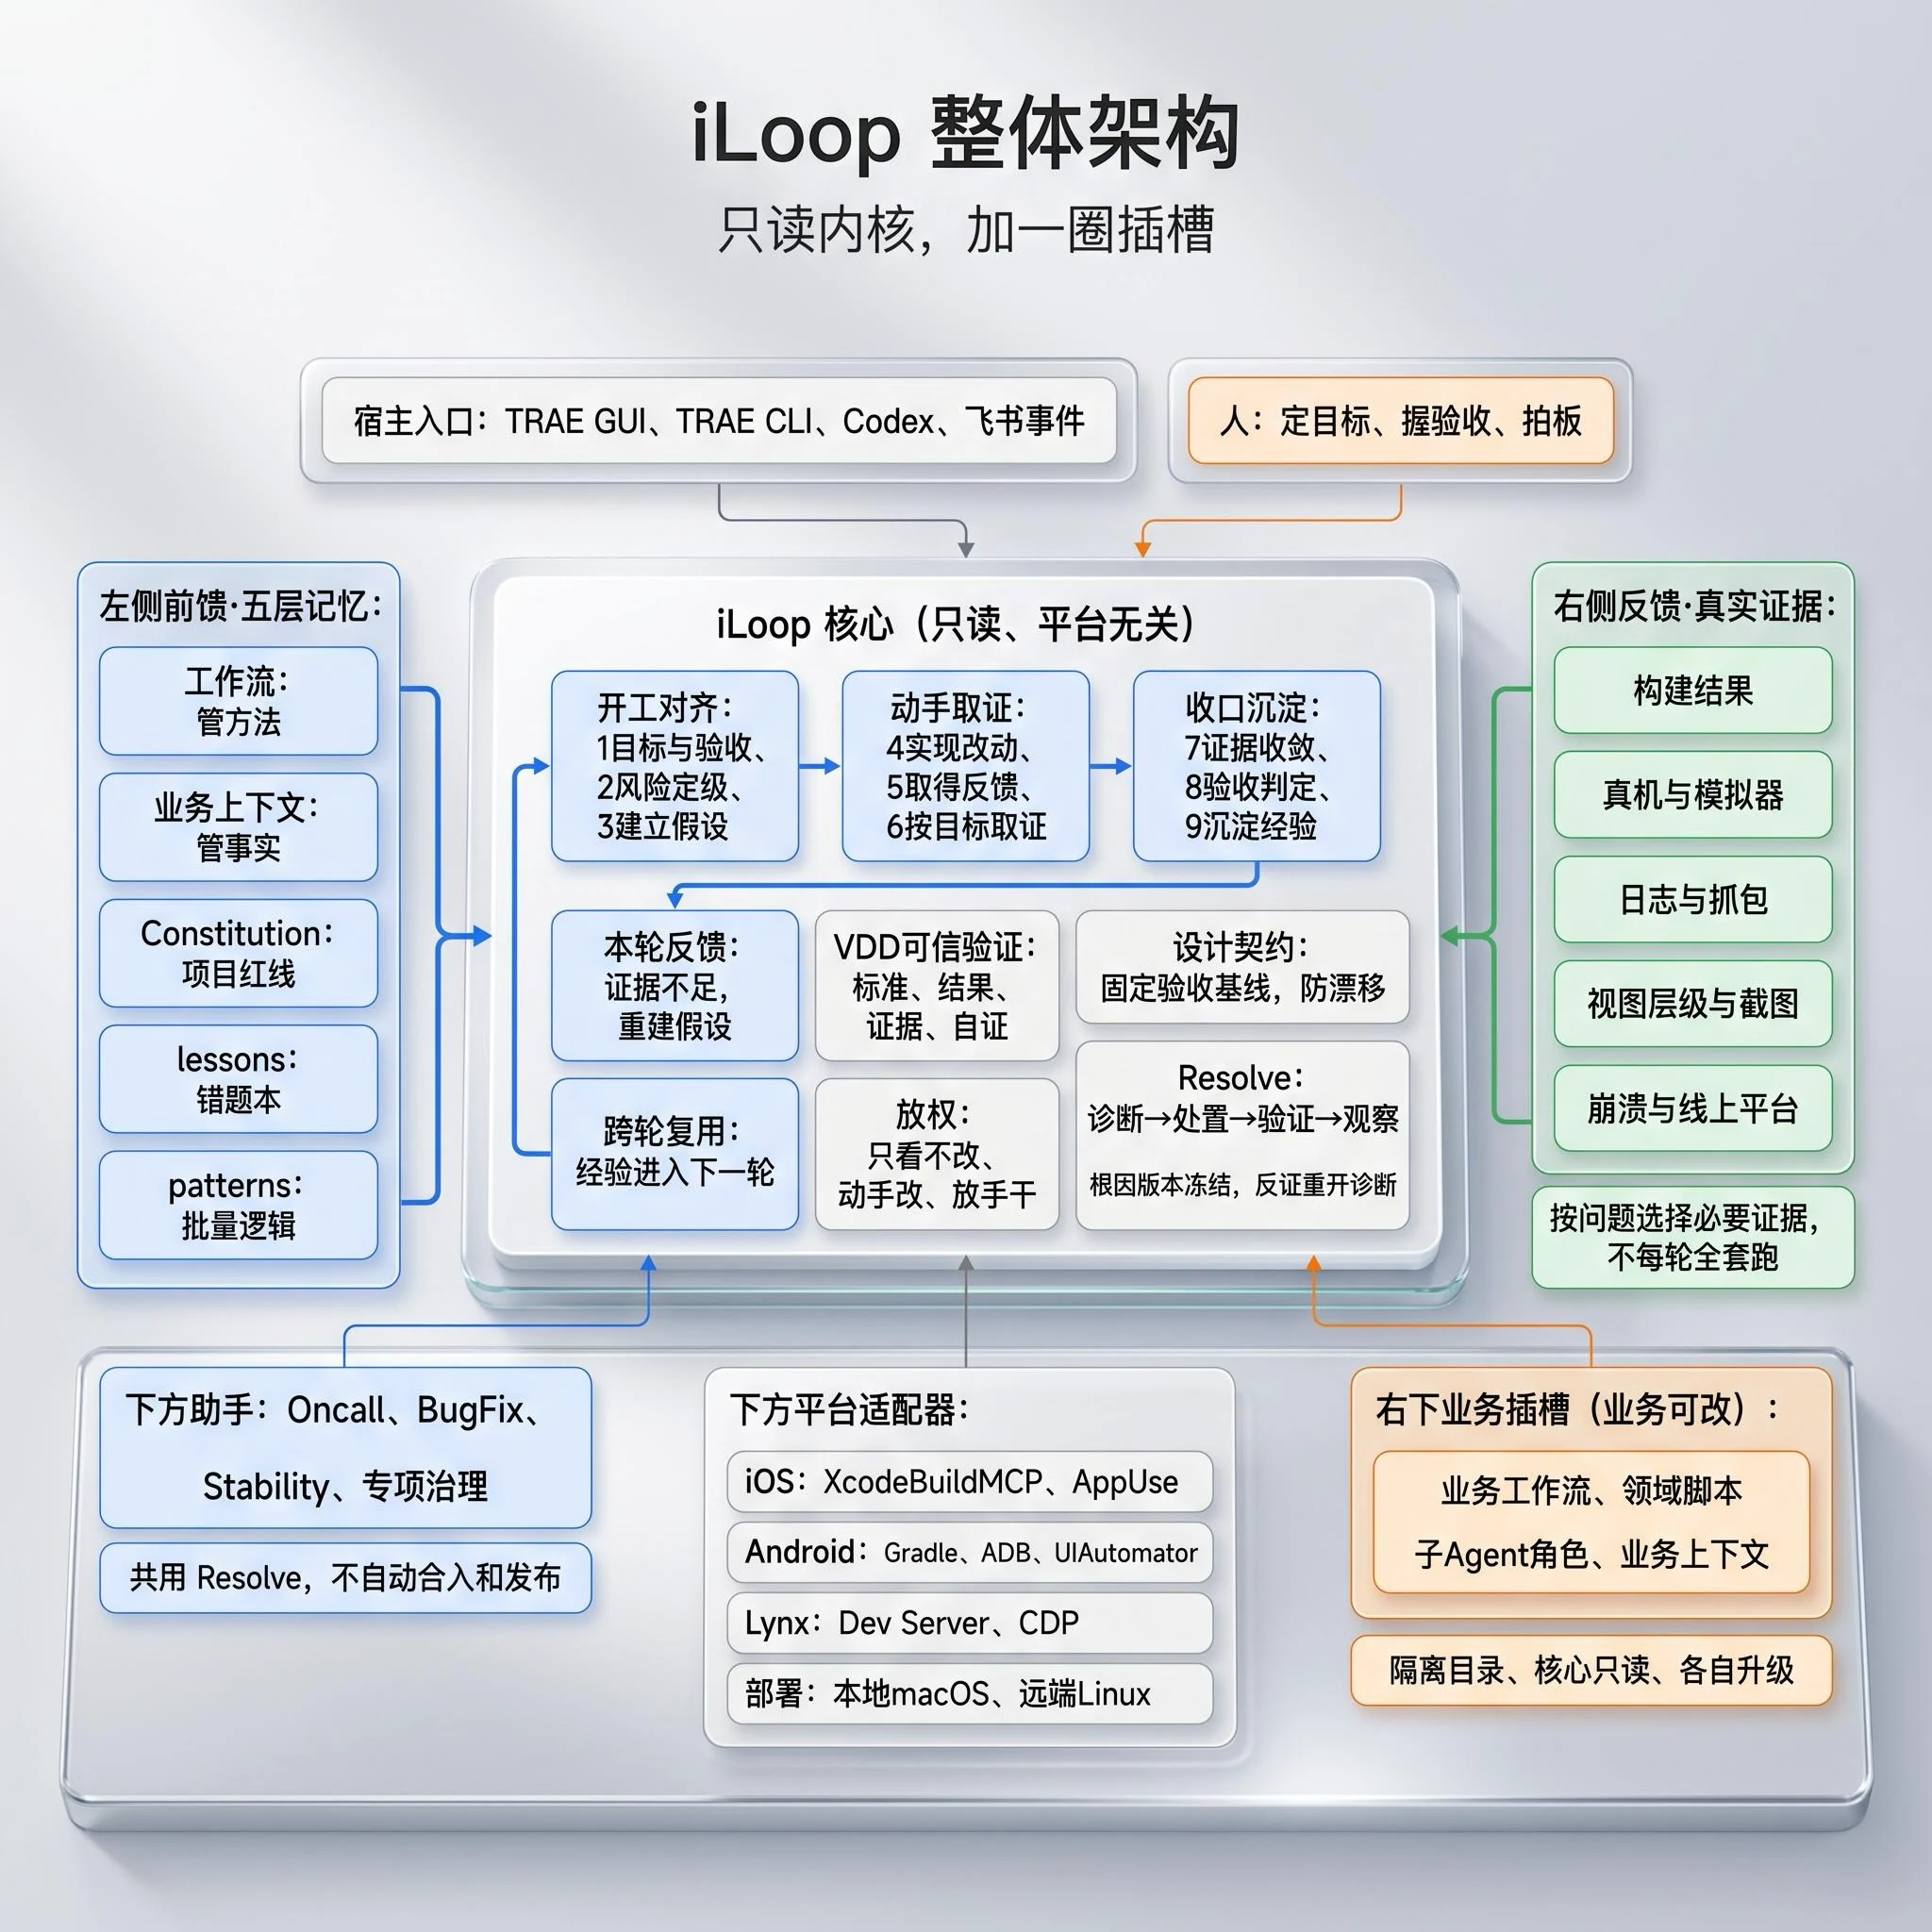 iLoop 整体架构
只读内核，加一圈插槽
宿主入口：TRAE GUI、TRAE CLI、Codex、飞书事件
人：定目标、握验收、拍板
左侧前馈·五层记忆：
工作流：
管方法
业务上下文：
管事实
Constitution：
项目红线
lessons：
错题本
patterns：
批量逻辑
iLoop 核心（只读、平台无关）
开工对齐：
1目标与验收、
2风险定级、
3建立假设
动手取证：
4实现改动、
5取得反馈、
6按目标取证
收口沉淀：
7证据收敛、
8验收判定、
9沉淀经验
本轮反馈：
证据不足，
重建假设
VDD可信验证：
标准、结果、
证据、自证
设计契约：
固定验收基线，防漂移
跨轮复用：
经验进入下一轮
放权：
只看不改、
动手改、放手干
Resolve：
诊断→处置→验证→观察
根因版本冻结，反证重开诊断
右侧反馈·真实证据：
构建结果
真机与模拟器
日志与抓包
视图层级与截图
崩溃与线上平台
按问题选择必要证据，
不每轮全套跑
下方助手：Oncall、BugFix、
Stability、专项治理
共用 Resolve，不自动合入和发布
下方平台适配器：
iOS：XcodeBuildMCP、AppUse
Android：Gradle、ADB、UIAutomator
Lynx：Dev Server、CDP
部署：本地macOS、远端Linux
右下业务插槽（业务可改）：
业务工作流、领域脚本
子Agent角色、业务上下文
隔离目录、核心只读、各自升级